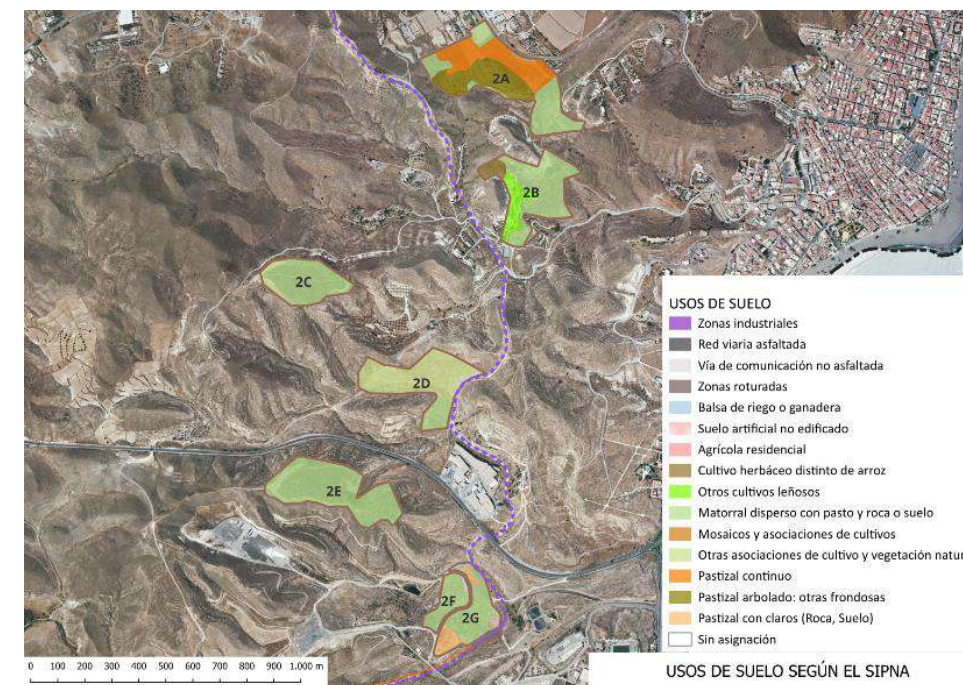 2A
2B
2C
2D
2E
2F
2G
USOS DE SUELO
Zonas industriales
Red viaria asfaltada
Vía de comunicación no asfaltada
Zonas roturadas
Balsa de riego o ganadera
Suelo artificial no edificado
Agrícola residencial
Cultivo herbáceo distinto de arroz
Otros cultivos leñosos
Matorral disperso con pasto y roca o suelo
Mosaicos y asociaciones de cultivos
Otras asociaciones de cultivo y vegetación natur
Pastizal continuo
Pastizal arbolado: otras frondosas
Pastizal con claros (Roca, Suelo)
Sin asignación
0 100 200 300 400 500 600 700 800 900 1.000 m
USOS DE SUELO SEGÚN EL SIPNA